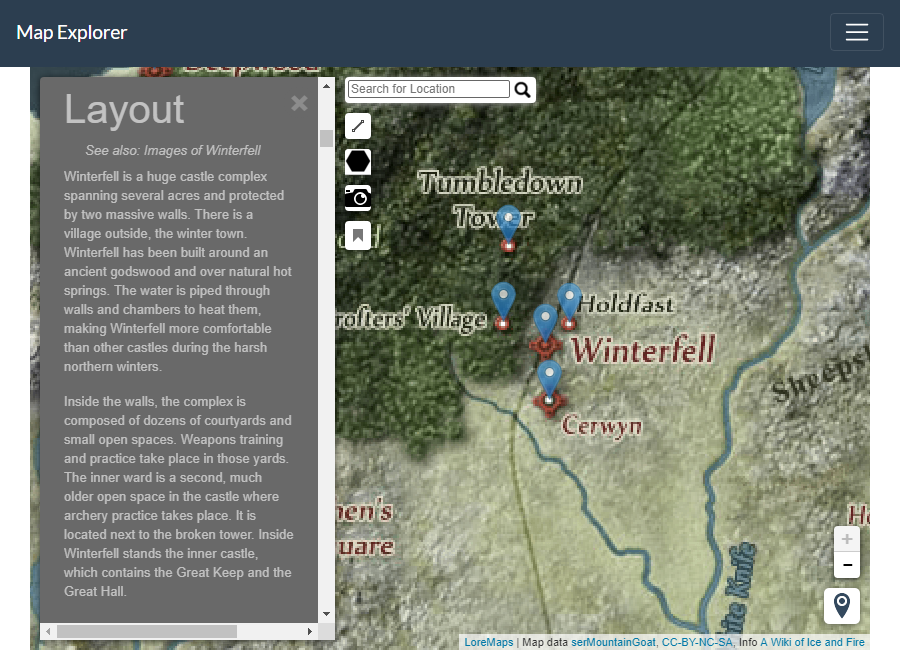 Map Explorer
Layout
See also: Images of Winterfell
Winterfell is a huge castle complex
spanning several acres and protected
by two massive walls. There is a
village outside, the winter town.
Winterfell has been built around an
ancient godswood and over natural hot
springs. The water is piped through
walls and chambers to heat them,
making Winterfell more comfortable
than other castles during the harsh
northern winters.
Inside the walls, the complex is
composed of dozens of courtyards and
small open spaces. Weapons training
and practice take place in those yards.
The inner ward is a second, much
older open space in the castle where
archery practice takes place. It is
located next to the broken tower. Inside
Winterfell stands the inner castle,
which contains the Great Keep and the
Great Hall.
Search for Location
Tumbledown
Tower
rofters' Village
Holdfast
Winterfell
Cerwyn
Sheepst
hen's
uare
ite Knife
+
−
LoreMaps | Map data serMountainGoat, CC-BY-NC-SA, Info A Wiki of Ice and Fire